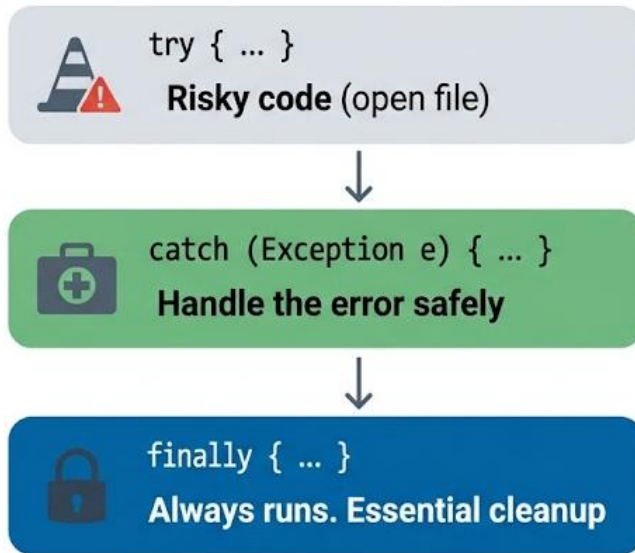 try { ... }
Risky code (open file)
catch (Exception e) { ... }
Handle the error safely
finally { ... }
Always runs. Essential cleanup